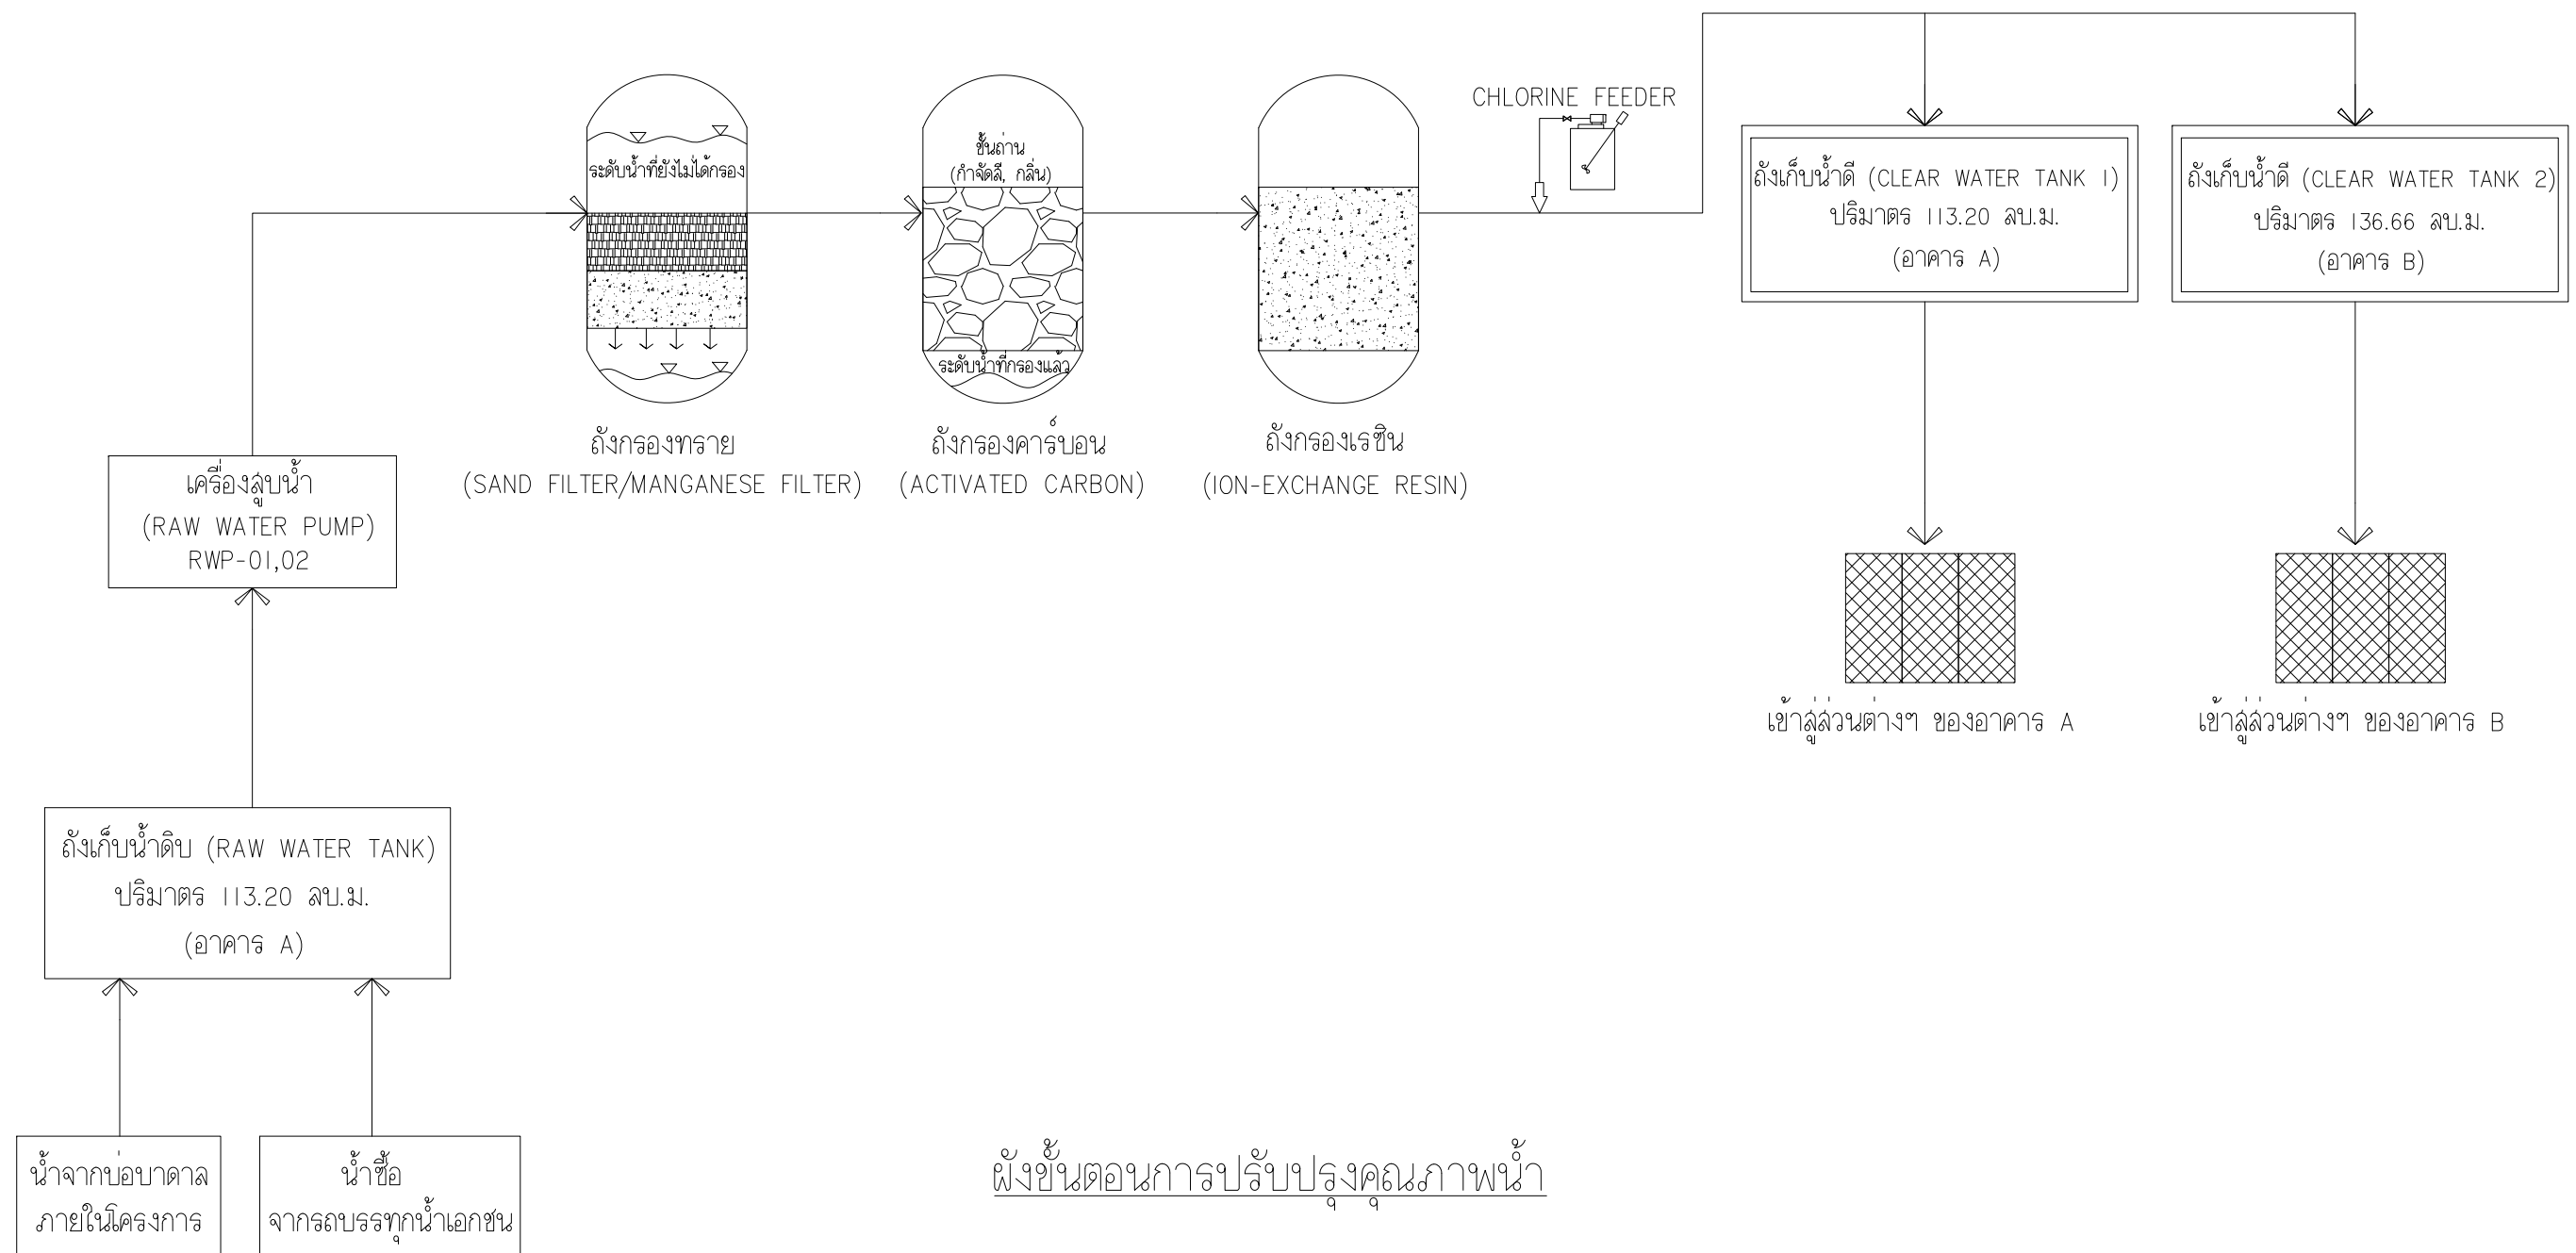 CHLORINE FEEDER
ระดับน้ำที่ยังไม่ได้กรอง
ชั้นถ่าน
(กำจัดสี, กลิ่น)
ระดับน้ำที่กรองแล้ว
ถังกรองทราย
(SAND FILTER/MANGANESE FILTER)
ถังกรองคาร์บอน
(ACTIVATED CARBON)
ถังกรองเรซิน
(ION-EXCHANGE RESIN)
ถังเก็บน้ำดี (CLEAR WATER TANK 1)
ปริมาตร 113.20 ลบ.ม.
(อาคาร A)
ถังเก็บน้ำดี (CLEAR WATER TANK 2)
ปริมาตร 136.66 ลบ.ม.
(อาคาร B)
เครื่องสูบน้ำ
(RAW WATER PUMP)
RWP-01,02
เข้าสู่ส่วนต่างๆ ของอาคาร A
เข้าสู่ส่วนต่างๆ ของอาคาร B
ถังเก็บน้ำดิบ (RAW WATER TANK)
ปริมาตร 113.20 ลบ.ม.
(อาคาร A)
น้ำจากบ่อบาดาล
ภายในโครงการ
น้ำซื้อ
จากรถบรรทุกน้ำเอกชน
ผังขั้นตอนการปรับปรุงคุณภาพน้ำ